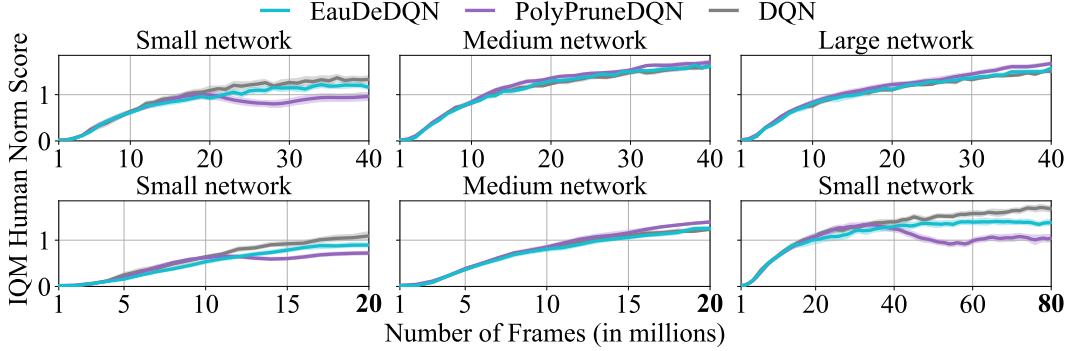 EauDeDQN PolyPruneDQN DQN
Small network Medium network Large network
IQM Human Norm Score
1
0
1 10 20 30 40 1 10 20 30 40 1 10 20 30 40
Small network Medium network Small network
1
0
1 5 10 15 20 1 5 10 15 20 1 20 40 60 80
Number of Frames (in millions)